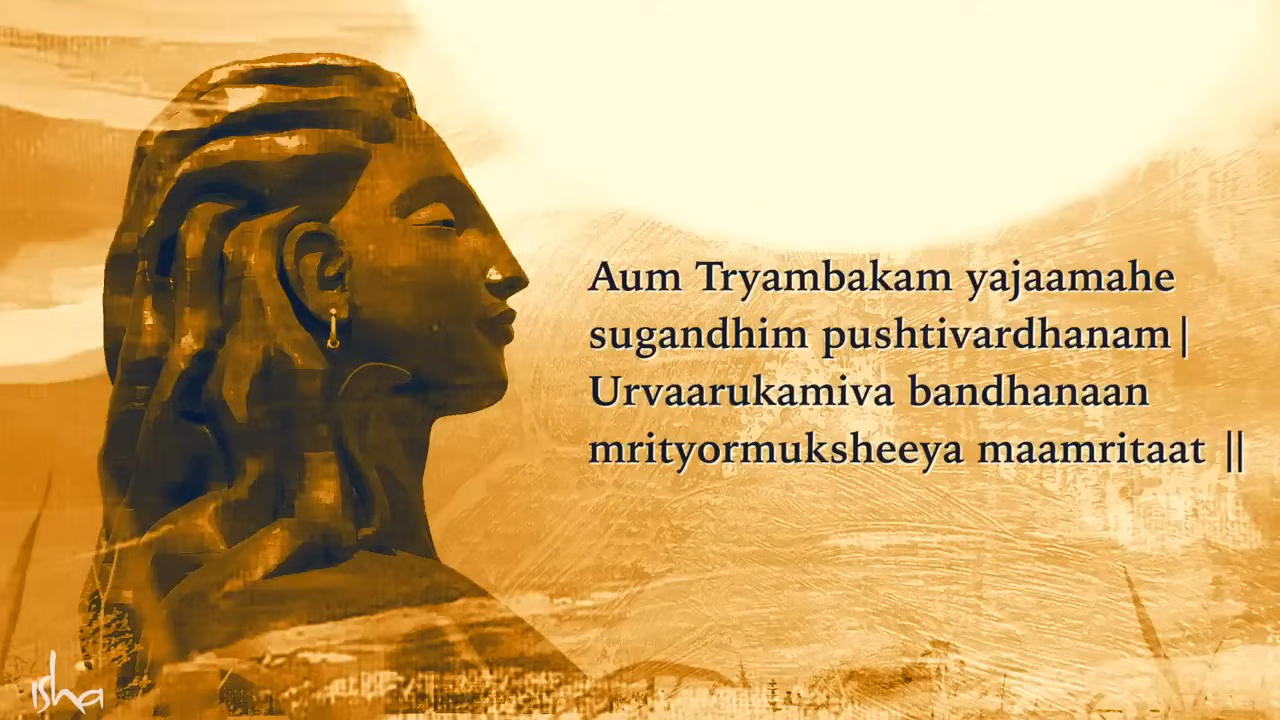 Aum Tryambakam yajaamahe
sugandhim pushtivardhanam|
Urvaarukamiva bandhanaan
mrityormuksheeya maamritaat ||
isha